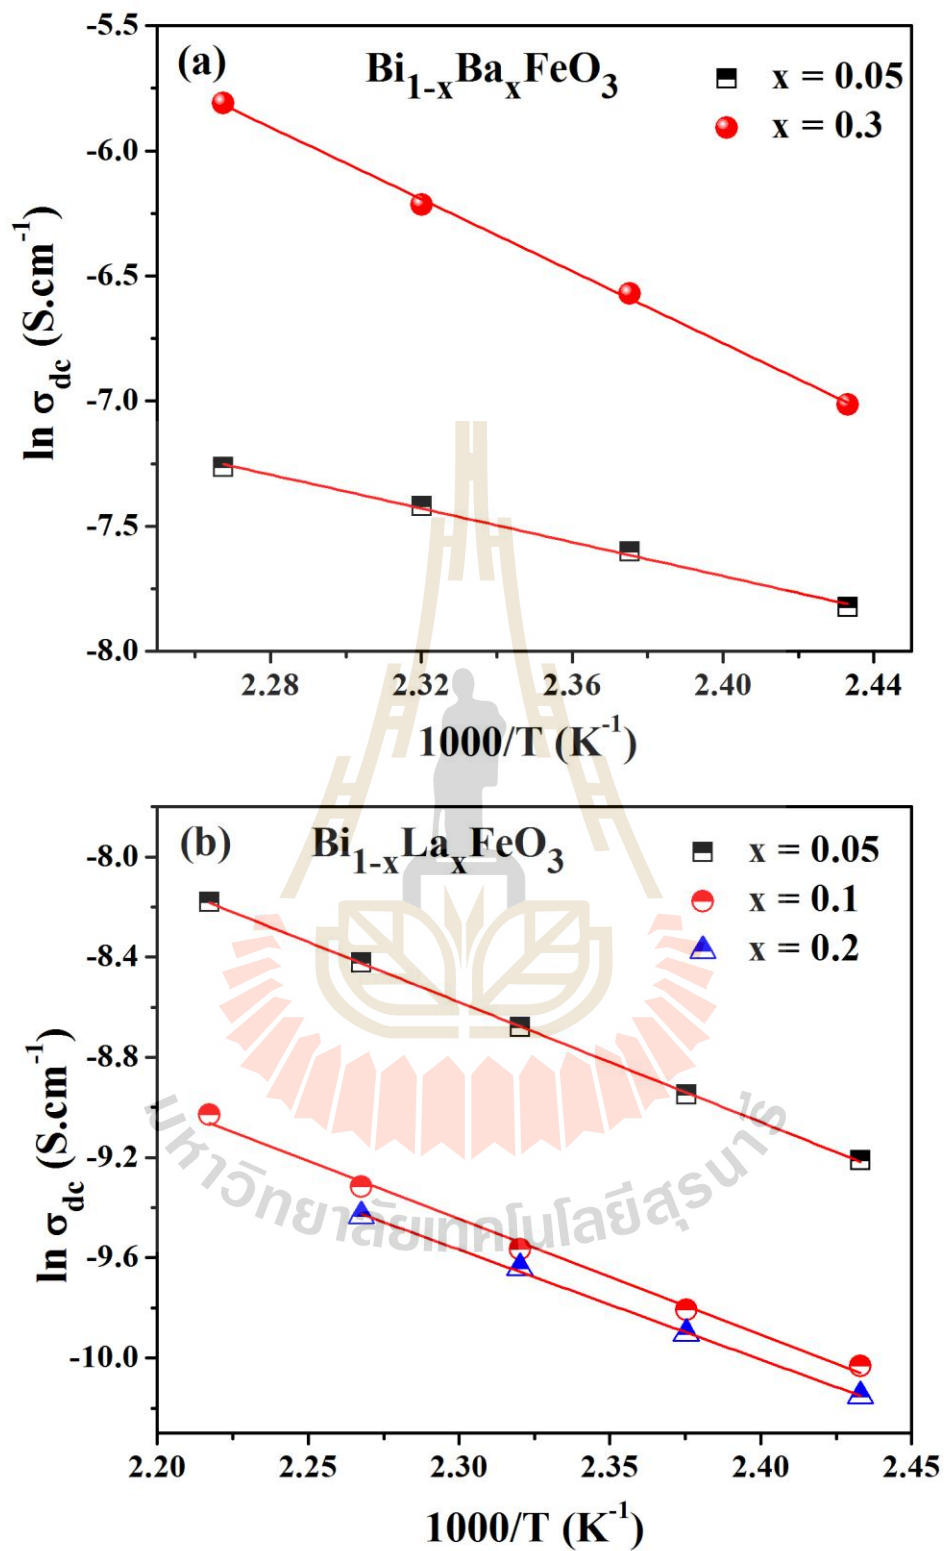 (a) Bi₁₋ₓBaₓFeO₃
x = 0.05
x = 0.3
ln σdc (S.cm⁻¹)
-5.5
-6.0
-6.5
-7.0
-7.5
-8.0
2.28 2.32 2.36 2.40 2.44
1000/T (K⁻¹)
(b) Bi₁₋ₓLaₓFeO₃
x = 0.05
x = 0.1
x = 0.2
ln σdc (S.cm⁻¹)
-8.0
-8.4
-8.8
-9.2
-9.6
-10.0
2.20 2.25 2.30 2.35 2.40 2.45
1000/T (K⁻¹)
มหาวิทยาลัยเทคโนโลยีสุรนารี